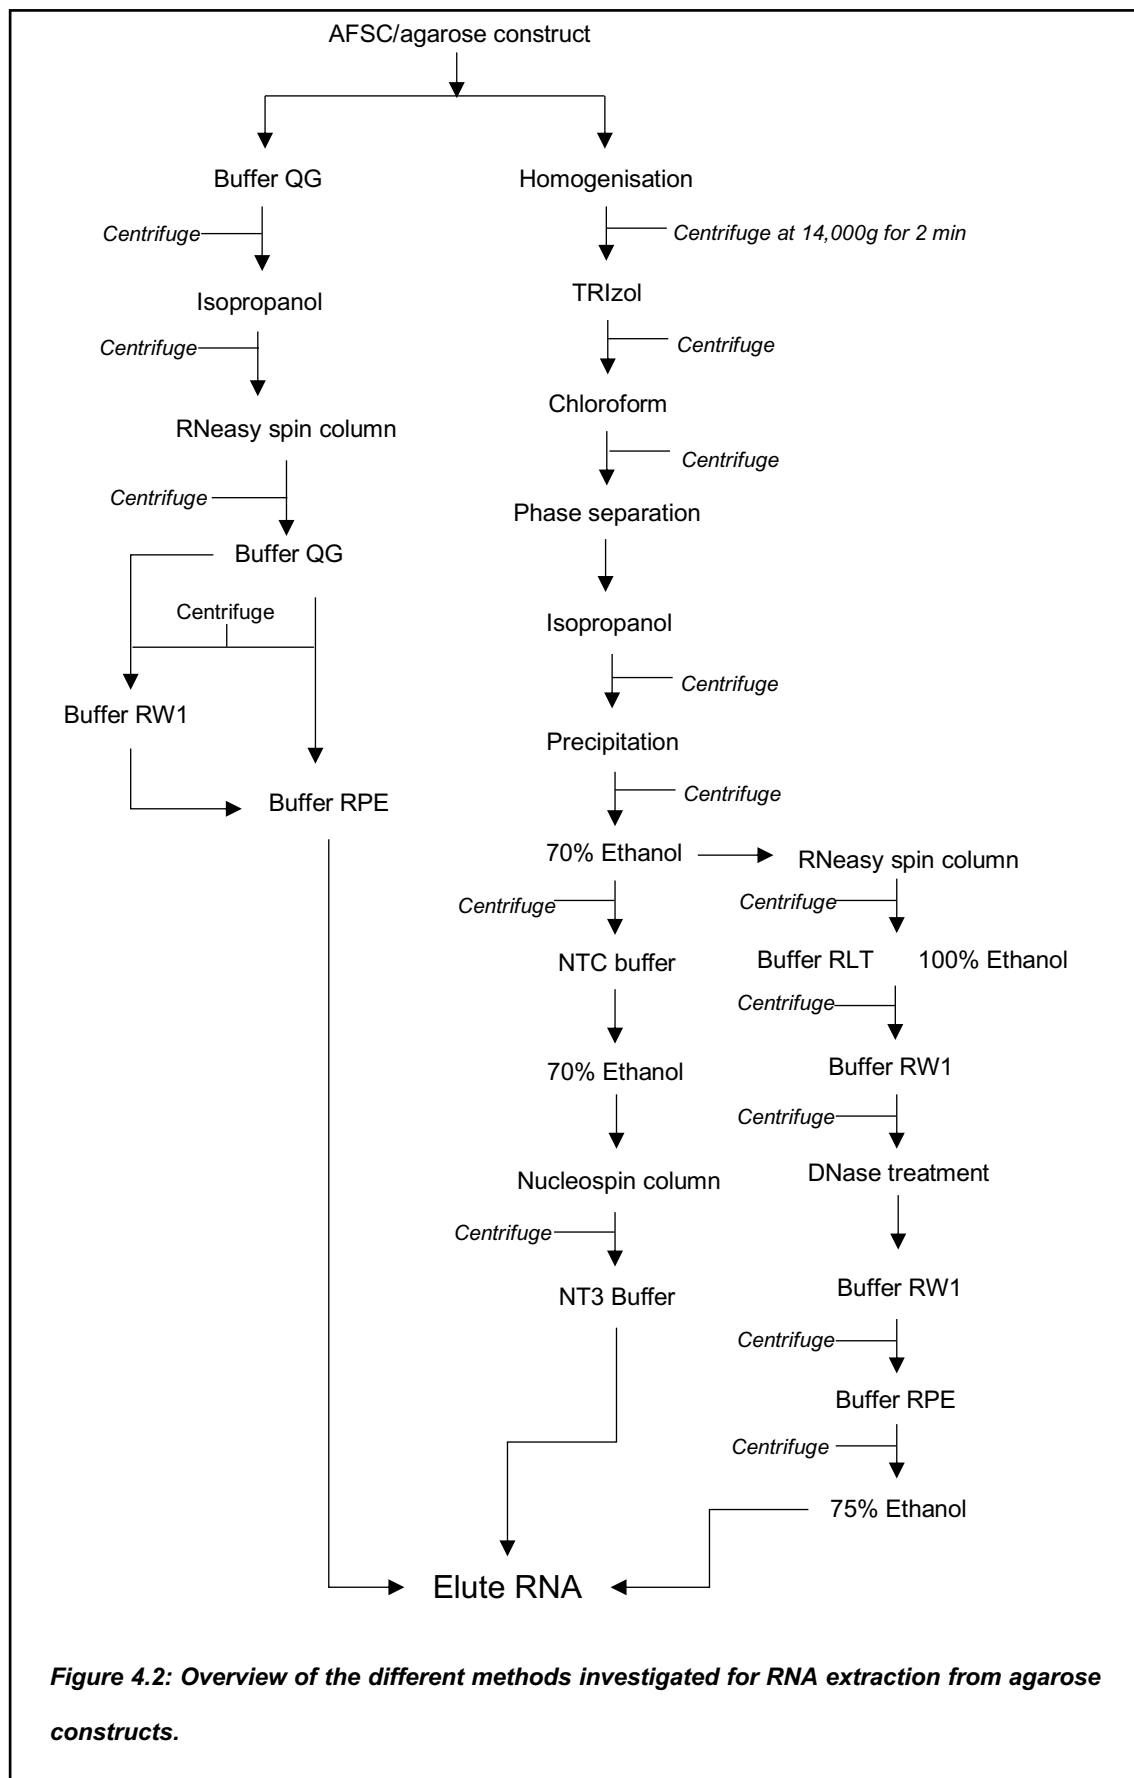 AFSC/agarose construct
Buffer QG
Centrifuge
Isopropanol
Centrifuge
RNeasy spin column
Centrifuge
Buffer QG
Centrifuge
Buffer RW1
Buffer RPE
Homogenisation
Centrifuge at 14,000g for 2 min
TRIzol
Centrifuge
Chloroform
Centrifuge
Phase separation
Isopropanol
Centrifuge
Precipitation
Centrifuge
70% Ethanol
Centrifuge
NTC buffer
70% Ethanol
Nucleospin column
Centrifuge
NT3 Buffer
RNeasy spin column
Centrifuge
Buffer RLT 100% Ethanol
Centrifuge
Buffer RW1
Centrifuge
DNase treatment
Buffer RW1
Centrifuge
Buffer RPE
Centrifuge
75% Ethanol
Elute RNA
Figure 4.2: Overview of the different methods investigated for RNA extraction from agarose
constructs.